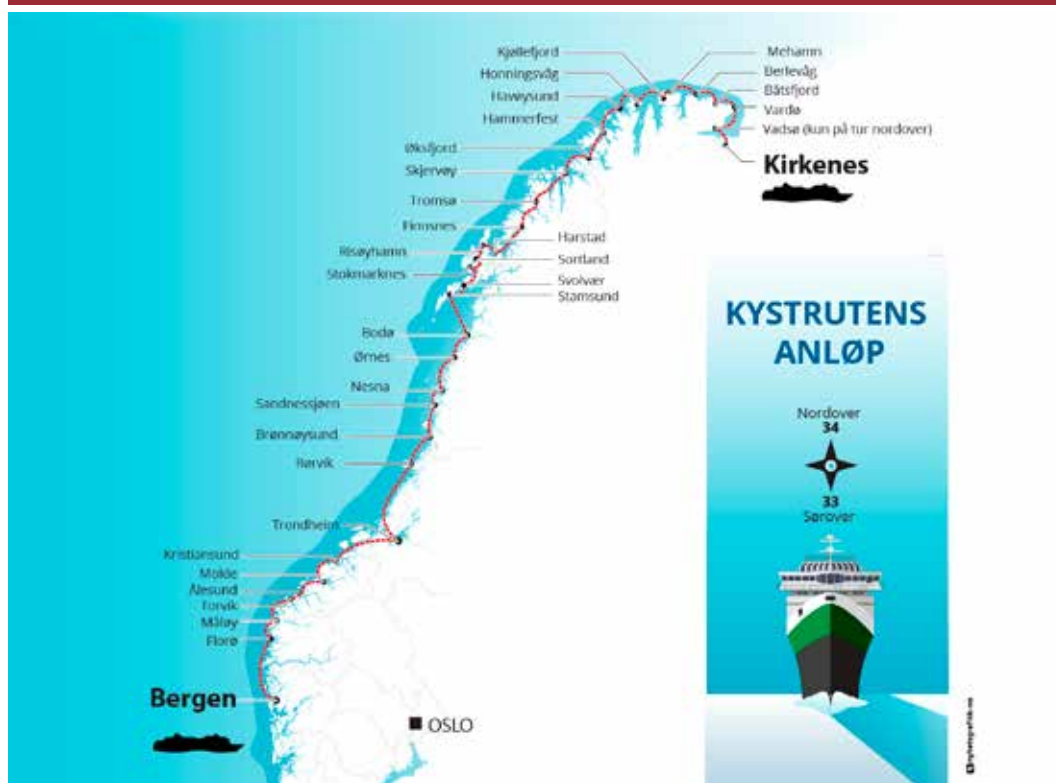 Kjøllefjord
Honningsvåg
Havøysund
Hammerfest
Øksfjord
Skjervøy
Tromsø
Finnsnes
Risøyhamn
Stokmarknes
Bodø
Ørnes
Nesna
Sandnessjøen
Brønnøysund
Rørvik
Trondheim
Kristiansund
Molde
Ålesund
Torvik
Måløy
Florø
Bergen
Mehamn
Berlevåg
Båtsfjord
Vardø
Vadsø (kun på tur nordover)
Kirkenes
Harstad
Sortland
Svolvær
Stamsund
OSLO
KYSTRUTENS
ANLØP
Nordover
34
33
Sørover
nyhetsgrafikk.no